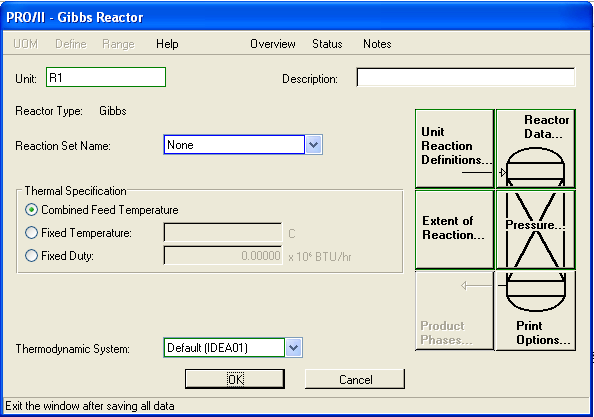 PRO/II - Gibbs Reactor
UOM Define Range Help Overview Status Notes
Unit: R1 Description:
Reactor Type: Gibbs
Reaction Set Name: None
Unit Reaction Definitions...
Reactor Data...
Thermal Specification
Combined Feed Temperature
Fixed Temperature: C
Fixed Duty: 0.00000 x 10⁶ BTU/hr
Extent of Reaction...
Pressure...
Product Phases...
Print Options...
Thermodynamic System: Default (IDEA01)
OK Cancel
Exit the window after saving all data